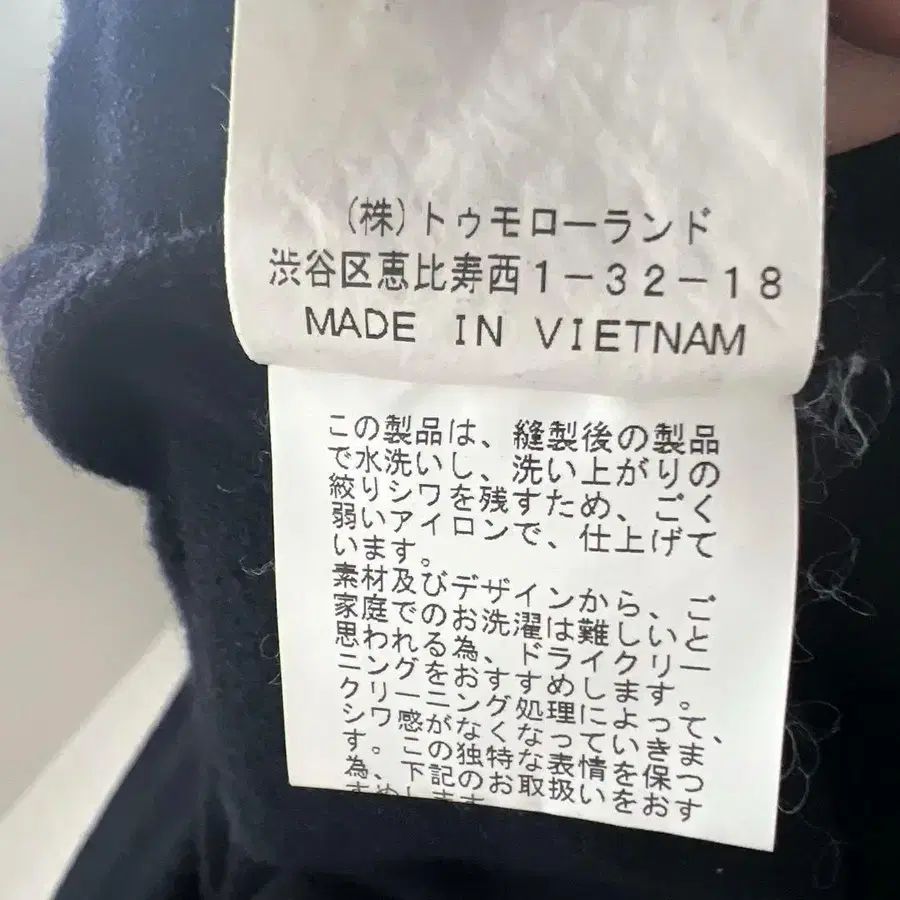 (株)トゥモローランド
渋谷区恵比寿西1-32-18
MADE IN VIETNAM
この製品は、縫製後の製品
で水洗いし、洗い上がりの
絞りシワを残すため、ごく
弱いアイロンで、仕上げて
います。
素材及びデザインから、ご
家庭でのお洗濯は難しいと
思われる為、ドライクリー
ニングをおすすめします。
クリーニング処理によって、
シワ感がなくなっていきま
す。この独特な表情を保つ
為、下記のお取扱いをおす
すめします